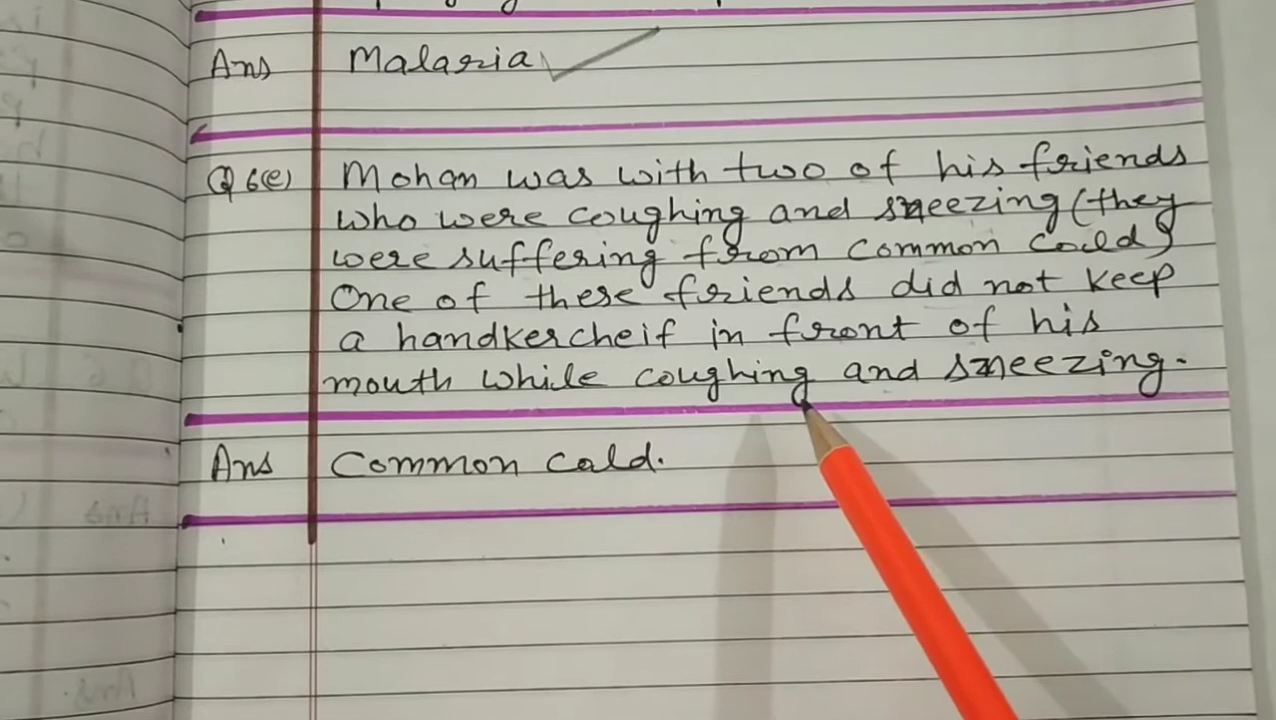 Ans Malaria
Q 6(e) Mohan was with two of his friends
who were coughing and sneezing (they
were suffering from common cold)
One of these friends did not keep
a handkercheif in front of his
mouth while coughing and sneezing.
Ans Common cold.